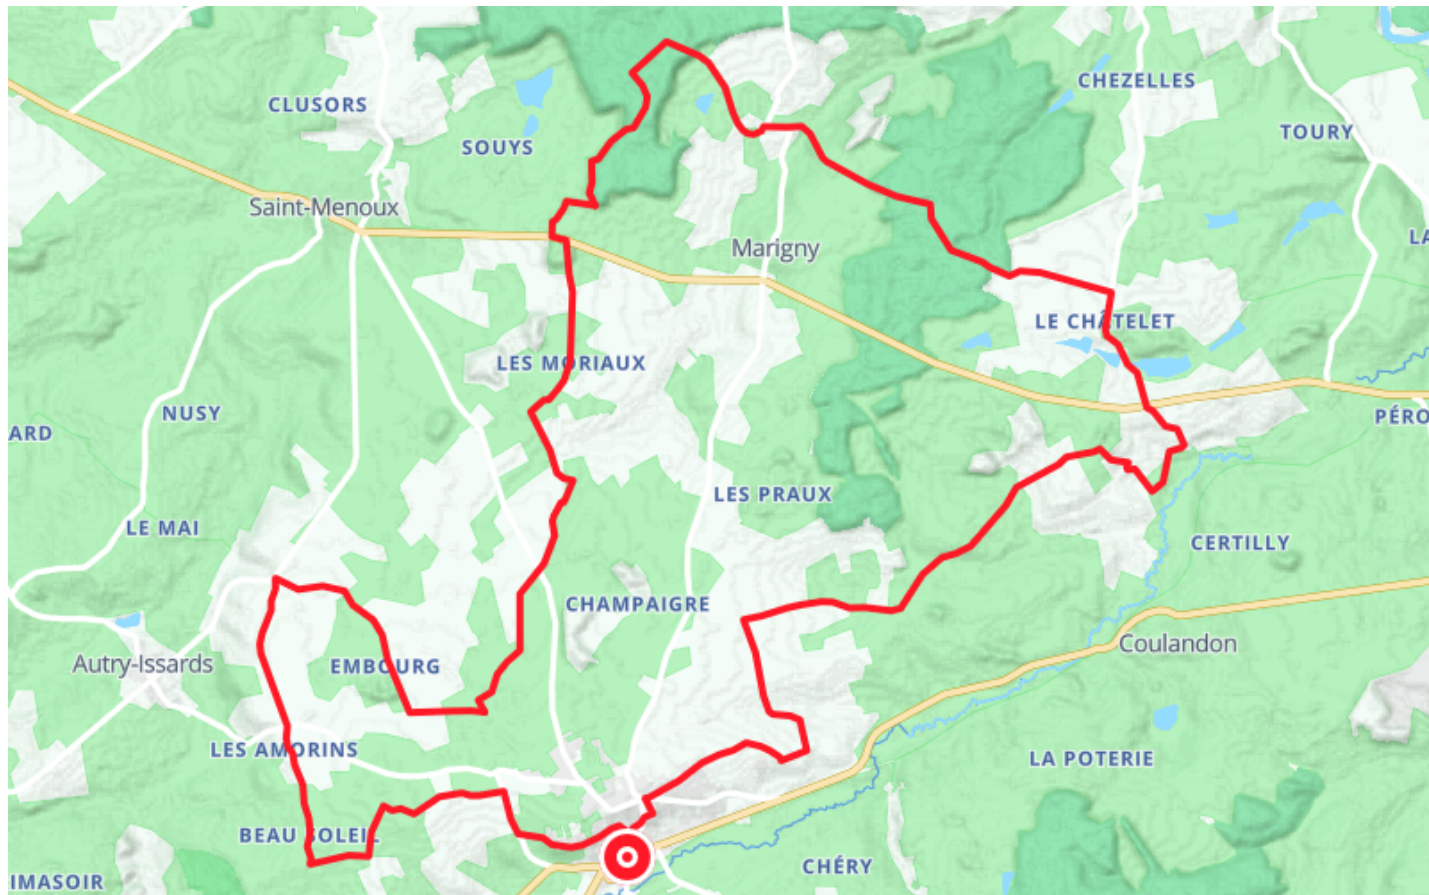 CHEZELLES
CLUSORS
TOURY
SOUYS
Saint-Menoux
LA
Marigny
LE CHÂTELET
LES MORIAUX
NUSY
PÉRO
ARD
LES PRAUX
LE MAI
CERTILLY
CHAMPAIGRE
Coulandon
Autry-Issards
EMBOURG
LES AMORINS
LA POTERIE
BEAU SOLEIL
CHÉRY
IMASOIR